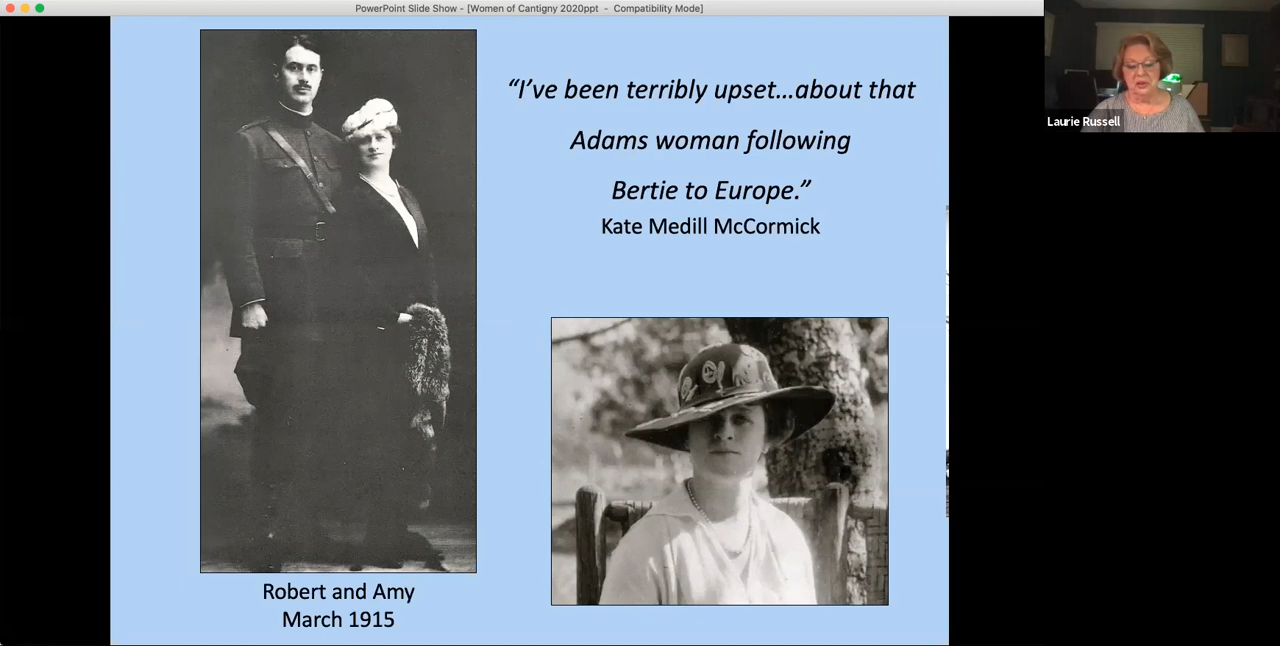 PowerPoint Slide Show - [Women of Cantigny 2020ppt - Compatibility Mode]
“I’ve been terribly upset...about that
Adams woman following
Bertie to Europe.”
Kate Medill McCormick
Robert and Amy
March 1915
Laurie Russell